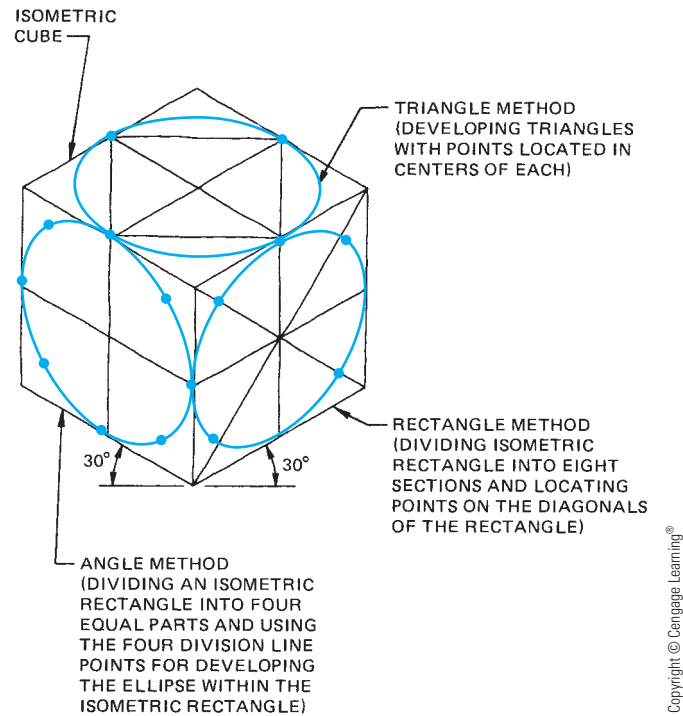 ISOMETRIC
CUBE
TRIANGLE METHOD
(DEVELOPING TRIANGLES
WITH POINTS LOCATED IN
CENTERS OF EACH)
RECTANGLE METHOD
(DIVIDING ISOMETRIC
RECTANGLE INTO EIGHT
SECTIONS AND LOCATING
POINTS ON THE DIAGONALS
OF THE RECTANGLE)
30°
30°
ANGLE METHOD
(DIVIDING AN ISOMETRIC
RECTANGLE INTO FOUR
EQUAL PARTS AND USING
THE FOUR DIVISION LINE
POINTS FOR DEVELOPING
THE ELLIPSE WITHIN THE
ISOMETRIC RECTANGLE)
Copyright © Cengage Learning®